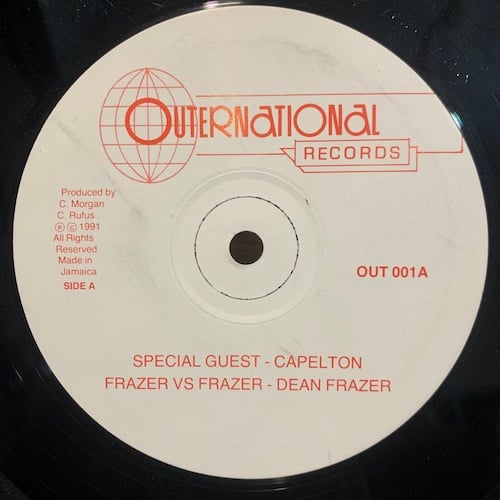 OUTERNATIONAL
RECORDS
Produced by
C. Morgan
C. Rufus
℗ © 1991
All Rights
Reserved
Made in
Jamaica
SIDE A
OUT 001A
SPECIAL GUEST - CAPELTON
FRAZER VS FRAZER - DEAN FRAZER